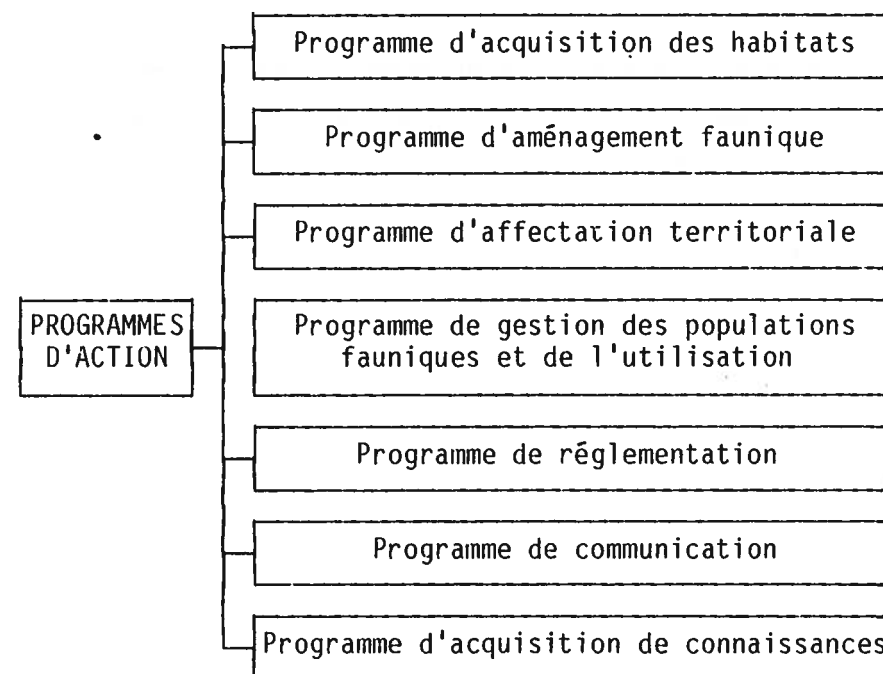 Programme d'acquisition des habitats
Programme d'aménagement faunique
Programme d'affectation territoriale
PROGRAMMES
D'ACTION
Programme de gestion des populations
fauniques et de l'utilisation
Programme de réglementation
Programme de communication
Programme d'acquisition de connaissances